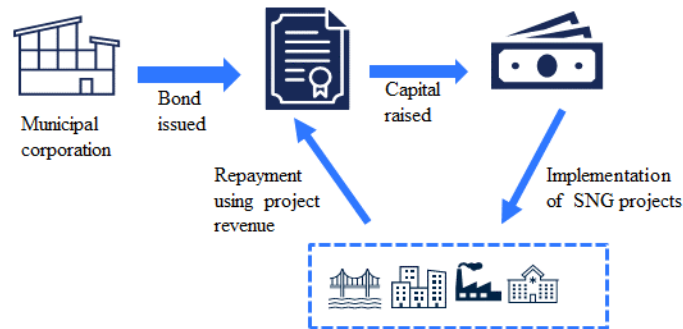 Municipal
corporation
Bond
issued
Capital
raised
Repayment
using project
revenue
Implementation
of SNG projects